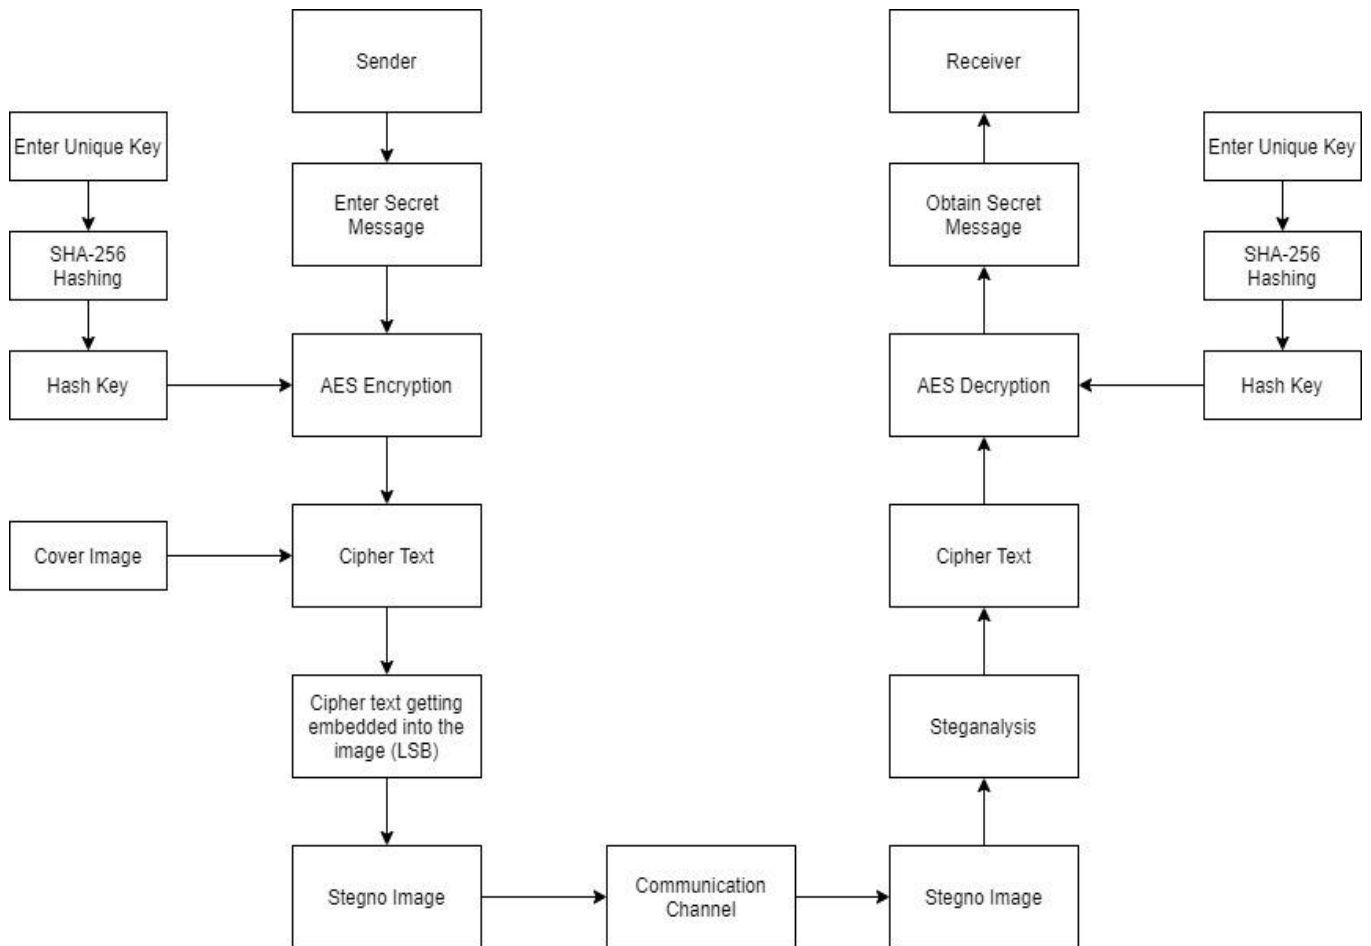 Sender
Receiver
Enter Unique Key
Enter Unique Key
Enter Secret
Message
Obtain Secret
Message
SHA-256
Hashing
SHA-256
Hashing
Hash Key
AES Encryption
AES Decryption
Hash Key
Cover Image
Cipher Text
Cipher Text
Cipher text getting
embedded into the
image (LSB)
Steganalysis
Stegno Image
Communication
Channel
Stegno Image